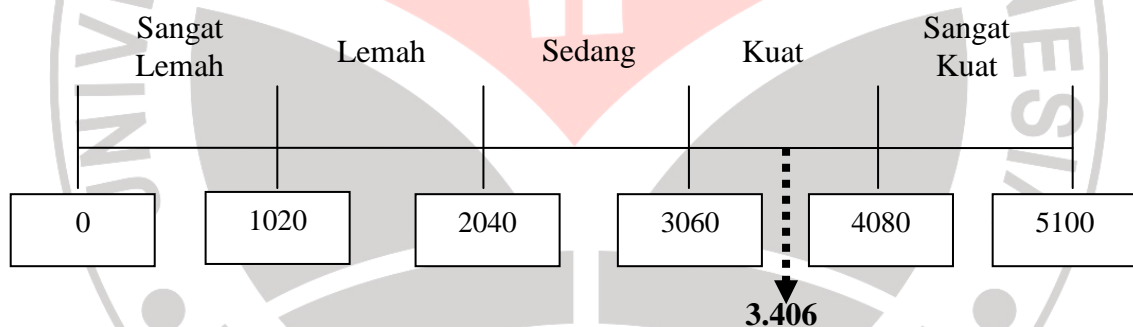 Sangat
Lemah
Lemah
Sedang
Kuat
Sangat
Kuat
0
1020
2040
3060
4080
5100
3.406